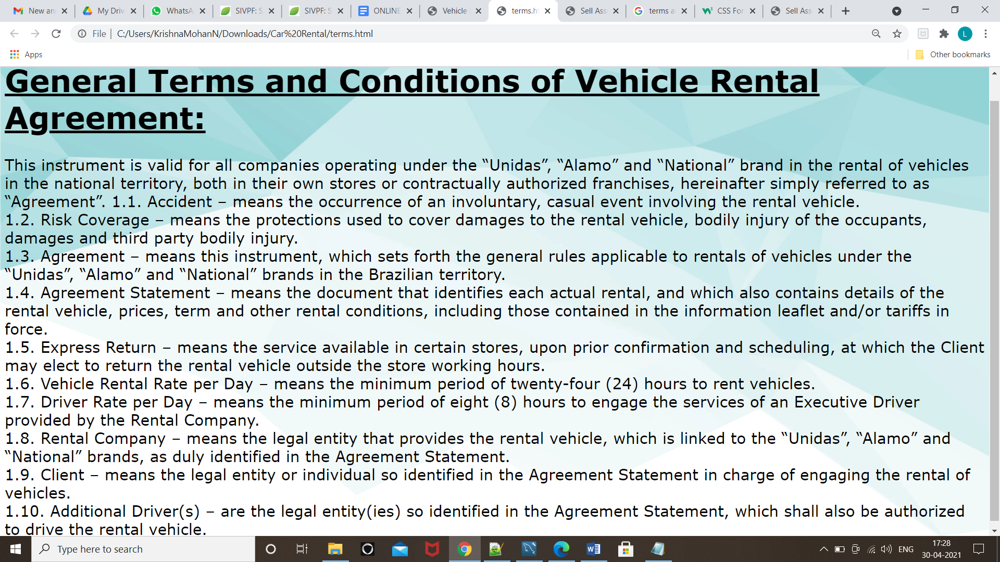 New an
My Driv
WhatsA
SIVPF: S
SIVPF: S
ONLINE
Vehicle
terms.h
Sell Ass
terms a
CSS For
Sell Ass
File
C:/Users/KrishnaMohanN/Downloads/Car%20Rental/terms.html
L
Apps
Other bookmarks
General Terms and Conditions of Vehicle Rental
Agreement:
This instrument is valid for all companies operating under the “Unidas”, “Alamo” and “National” brand in the rental of vehicles
in the national territory, both in their own stores or contractually authorized franchises, hereinafter simply referred to as
“Agreement”. 1.1. Accident – means the occurrence of an involuntary, casual event involving the rental vehicle.
1.2. Risk Coverage – means the protections used to cover damages to the rental vehicle, bodily injury of the occupants,
damages and third party bodily injury.
1.3. Agreement – means this instrument, which sets forth the general rules applicable to rentals of vehicles under the
“Unidas”, “Alamo” and “National” brands in the Brazilian territory.
1.4. Agreement Statement – means the document that identifies each actual rental, and which also contains details of the
rental vehicle, prices, term and other rental conditions, including those contained in the information leaflet and/or tariffs in
force.
1.5. Express Return – means the service available in certain stores, upon prior confirmation and scheduling, at which the Client
may elect to return the rental vehicle outside the store working hours.
1.6. Vehicle Rental Rate per Day – means the minimum period of twenty-four (24) hours to rent vehicles.
1.7. Driver Rate per Day – means the minimum period of eight (8) hours to engage the services of an Executive Driver
provided by the Rental Company.
1.8. Rental Company – means the legal entity that provides the rental vehicle, which is linked to the “Unidas”, “Alamo” and
“National” brands, as duly identified in the Agreement Statement.
1.9. Client – means the legal entity or individual so identified in the Agreement Statement in charge of engaging the rental of
vehicles.
1.10. Additional Driver(s) – are the legal entity(ies) so identified in the Agreement Statement, which shall also be authorized
to drive the rental vehicle.
Type here to search
ENG
17:28
30-04-2021